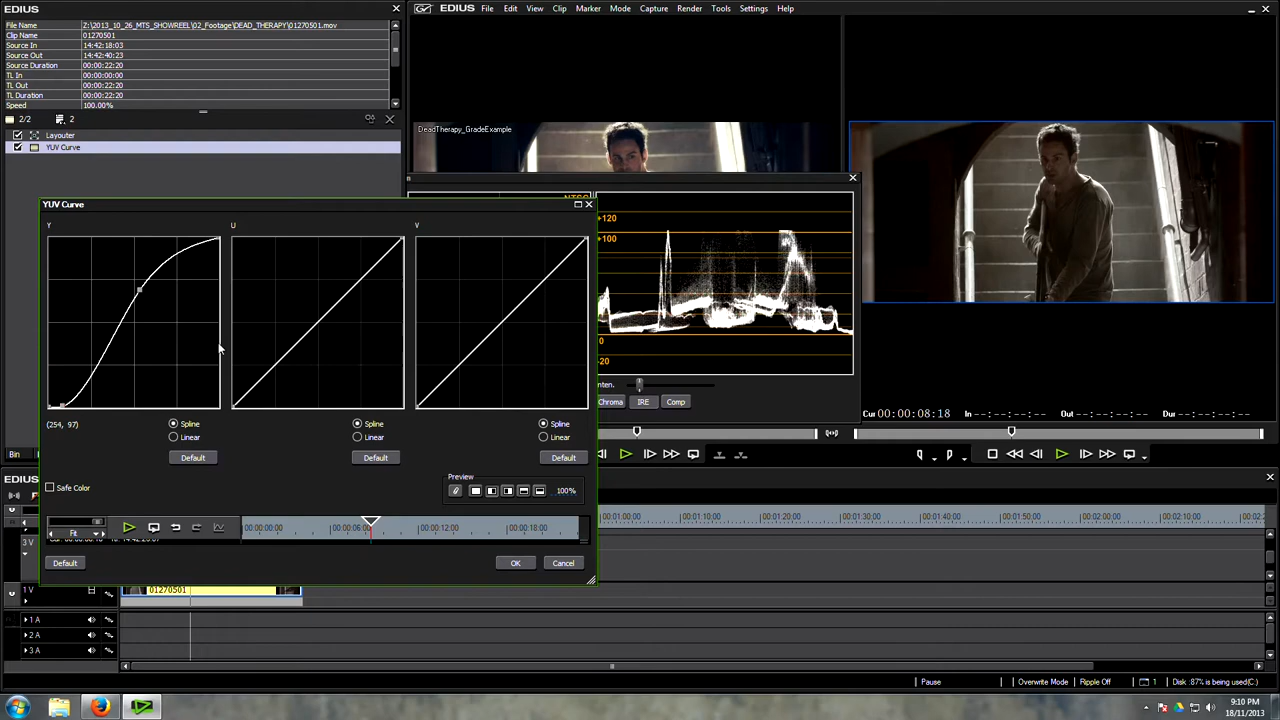 EDIUS
File Name Z:\2013_10_26_MTS_SHOWREEL\02_Footage\DEAD_THERAPY\01270501.mov
Clip Name 01270501
Source In 14:42:18:03
Source Out 14:42:40:23
Source Duration 00:00:22:20
TL In 00:00:00:00
TL Out 00:00:22:20
TL Duration 00:00:22:20
Speed 100.00%
2/2 2
Layouter
YUV Curve
EDIUS File Edit View Clip Marker Mode Capture Render Tools Settings Help
DeadTherapy_GradeExample
YUV Curve
Y U V
(254, 97)
Spline Spline Spline
Linear Linear Linear
Default Default Default
Safe Color
Preview
100%
Fit
00:00:00:00 00:00:06:00 00:00:12:00 00:00:18:00
Default OK Cancel
+120
+100
0
-20
nten.
Chroma IRE Comp
Cur 00:00:08:18 In --:--:--:-- Out --:--:--:-- Dur --:--:--:--
Bin
EDIUS
00:01:00:00 00:01:10:00 00:01:20:00 00:01:30:00 00:01:40:00 00:01:50:00 00:02:00:00 00:02:10:00
3 V
1 V 01270501
1 A
2 A
3 A
Pause Overwrite Mode Ripple Off 1 Disk :87% is being used(C:)
9:10 PM
18/11/2013